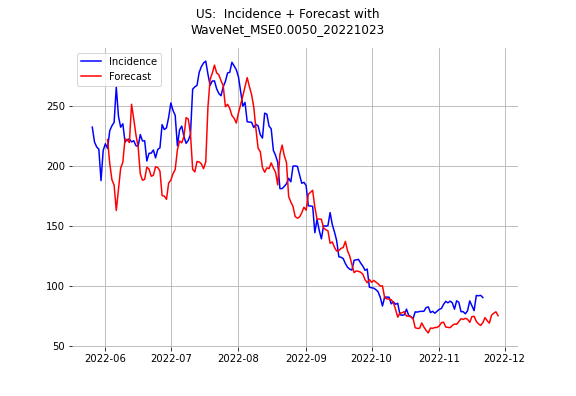 US:  Incidence + Forecast with
WaveNet_MSE0.0050_20221023
Incidence
Forecast
250
200
150
100
50
2022-06 2022-07 2022-08 2022-09 2022-10 2022-11 2022-12